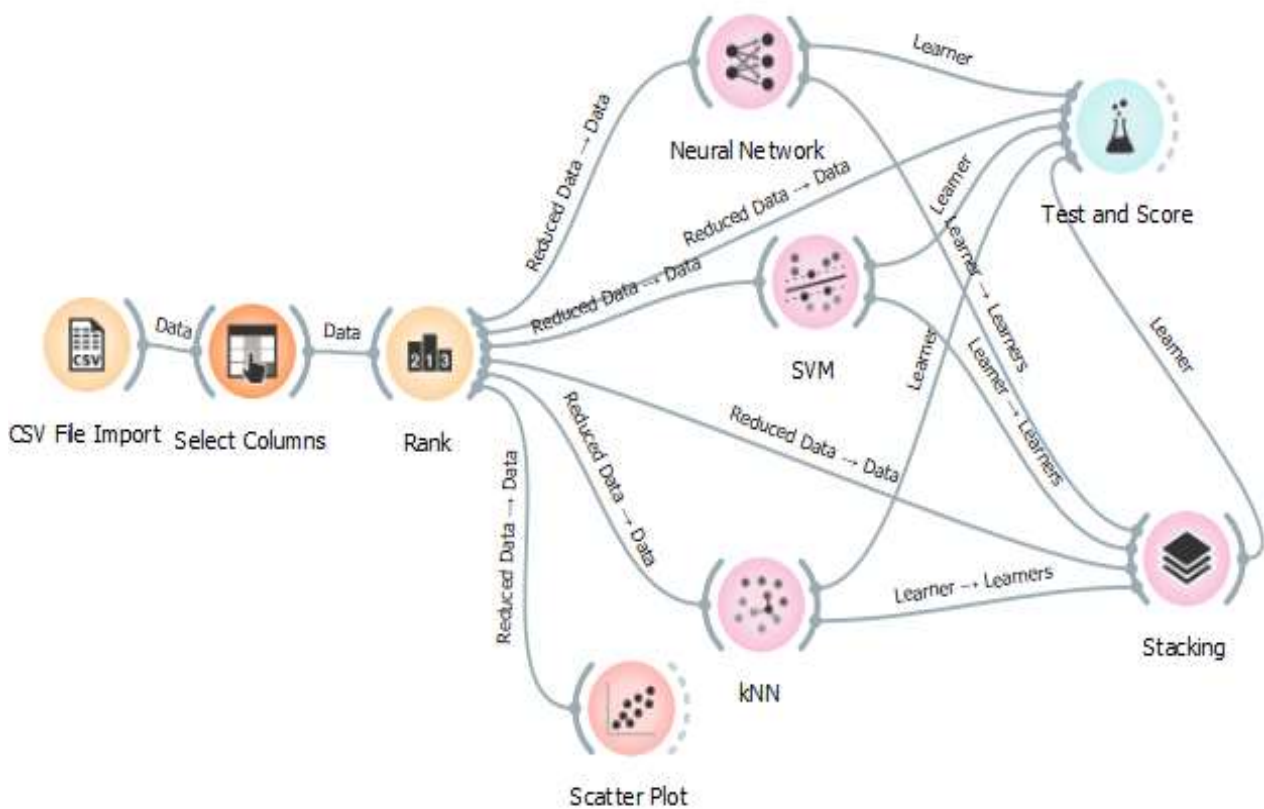 Learner
Neural Network
Reduced Data → Data
Reduced Data → Data
Learner
Test and Score
Reduced Data → Data
Learner → Learners
SVM
CSV
Data
Data
213
CSV File Import
Select Columns
Rank
Learner
Learner → Learners
Learner
Reduced Data → Data
Reduced Data → Data
Reduced Data → Data
Learner → Learners
Stacking
kNN
Scatter Plot